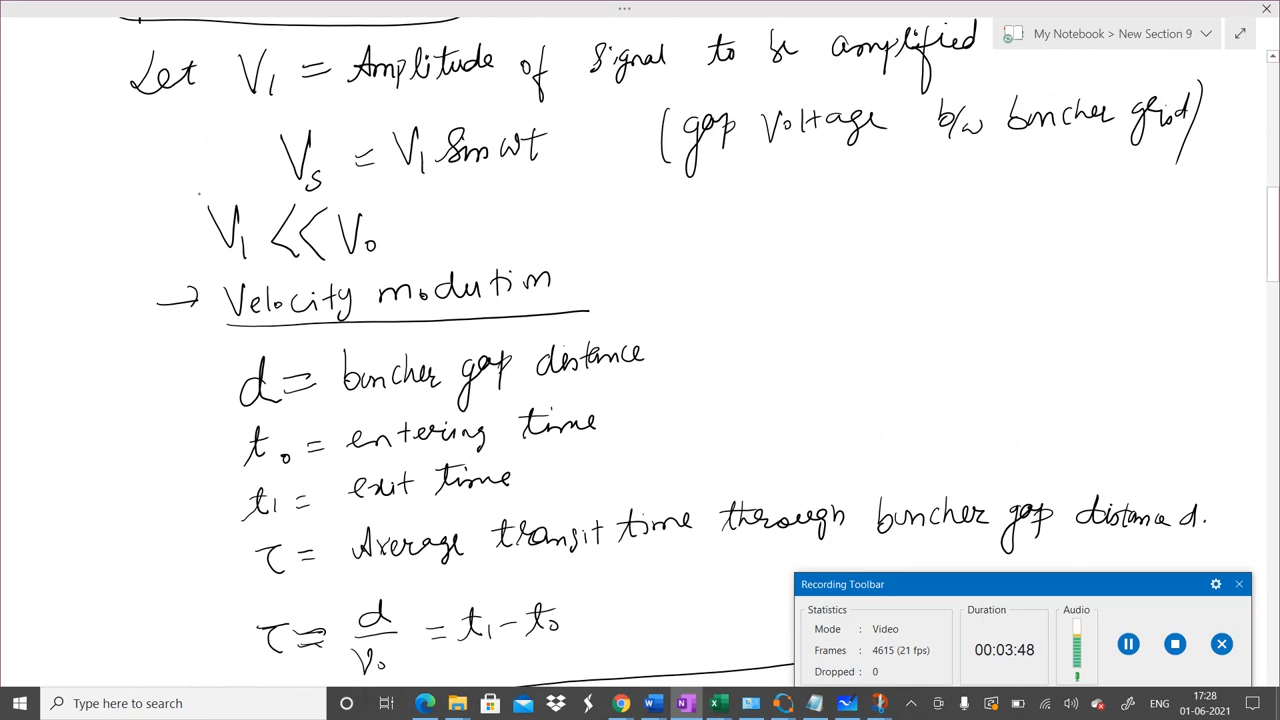 My Notebook > New Section 9
Let V1 = Amplitude of signal to be amplified
(gap voltage b/w buncher grid)
Vs = V1 Sin wt
V1 << V0
→ Velocity modution
d = buncher gap distance
t0 = entering time
t1 = exit time
τ = Average transit time through buncher gap distance d.
τ = d/v0 = t1 - t0
Recording Toolbar
Statistics
Mode : Video
Frames : 4615 (21 fps)
Dropped : 0
Duration
00:03:48
Audio
Type here to search
17:28
01-06-2021